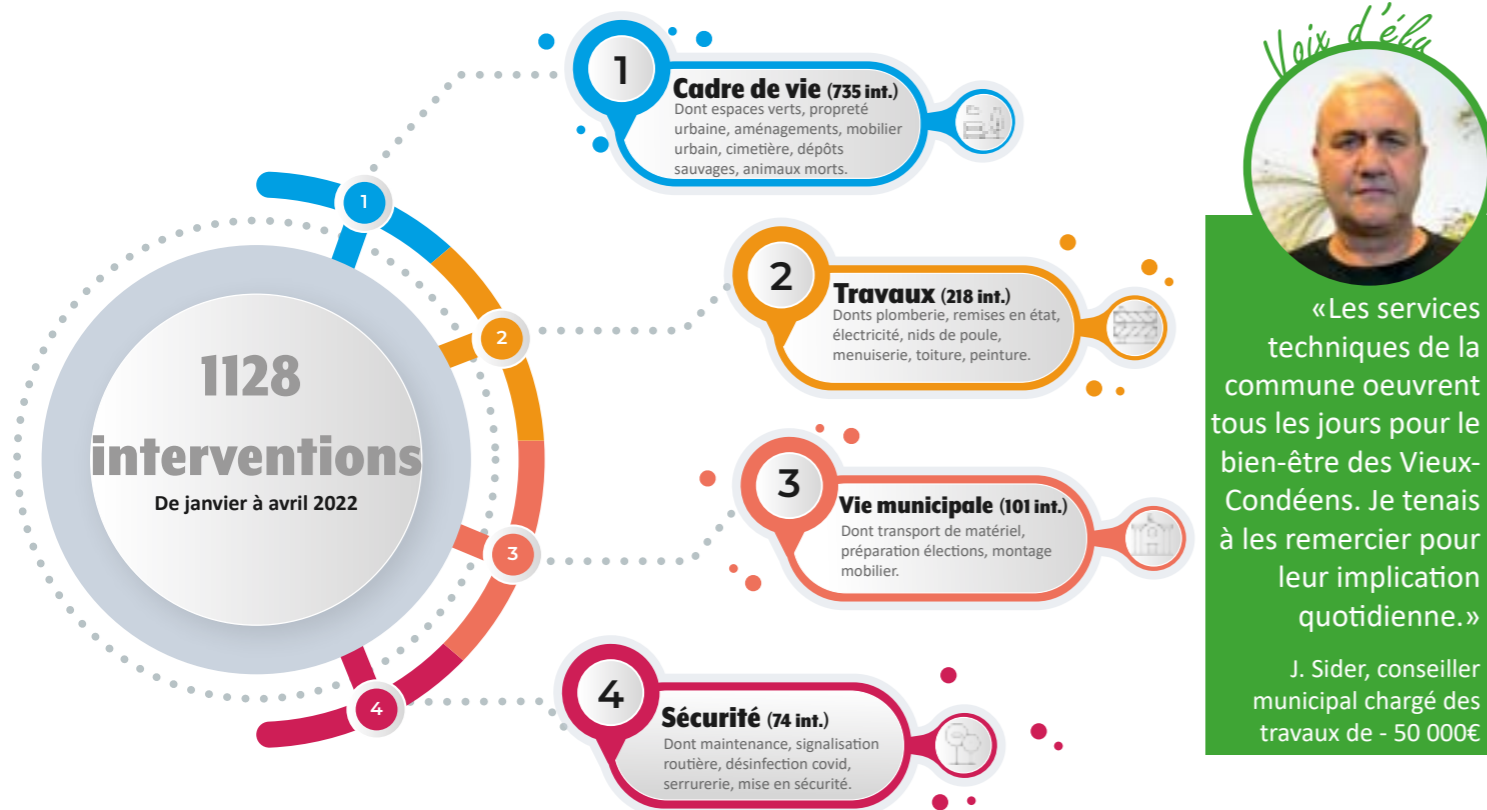 1128
interventions
De janvier à avril 2022
1
2
3
4
1
Cadre de vie (735 int.)
Dont espaces verts, propreté
urbaine, aménagements, mobilier
urbain, cimetière, dépôts
sauvages, animaux morts.
2
Travaux (218 int.)
Donts plomberie, remises en état,
électricité, nids de poule,
menuiserie, toiture, peinture.
3
Vie municipale (101 int.)
Dont transport de matériel,
préparation élections, montage
mobilier.
4
Sécurité (74 int.)
Dont maintenance, signalisation
routière, désinfection covid,
serrurerie, mise en sécurité.
Voix d'élu
«Les services
techniques de la
commune oeuvrent
tous les jours pour le
bien-être des Vieux-
Condéens. Je tenais
à les remercier pour
leur implication
quotidienne.»
J. Sider, conseiller
municipal chargé des
travaux de - 50 000€